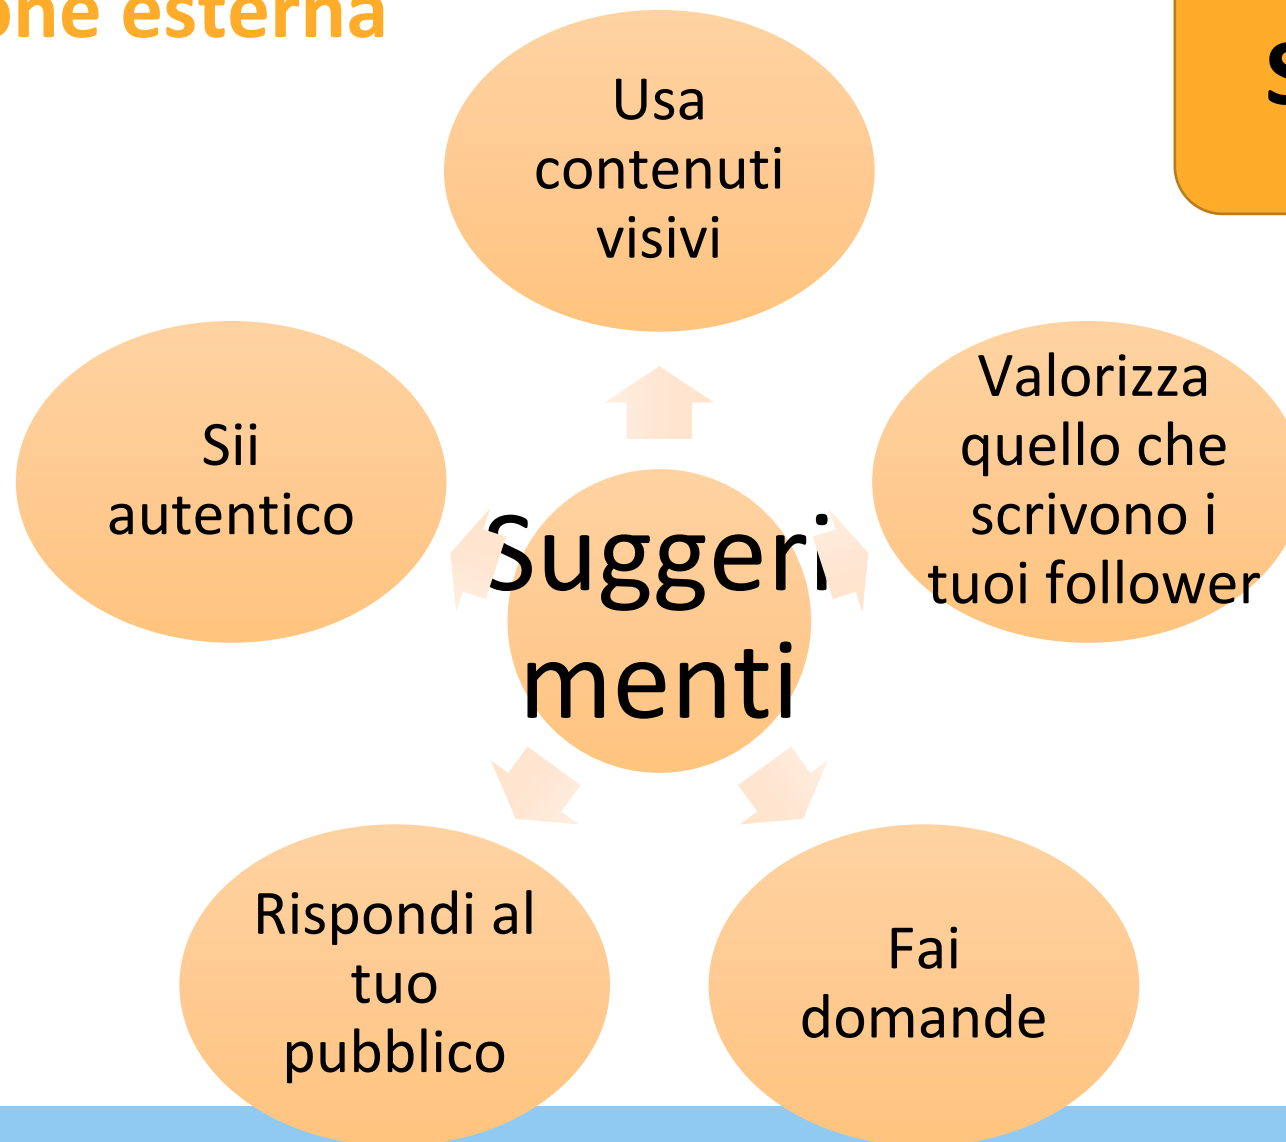 one esterna
S
Usa
contenuti
visivi
Valorizza
quello che
scrivono i
tuoi follower
Sii
autentico
Suggeri
menti
Rispondi al
tuo
pubblico
Fai
domande